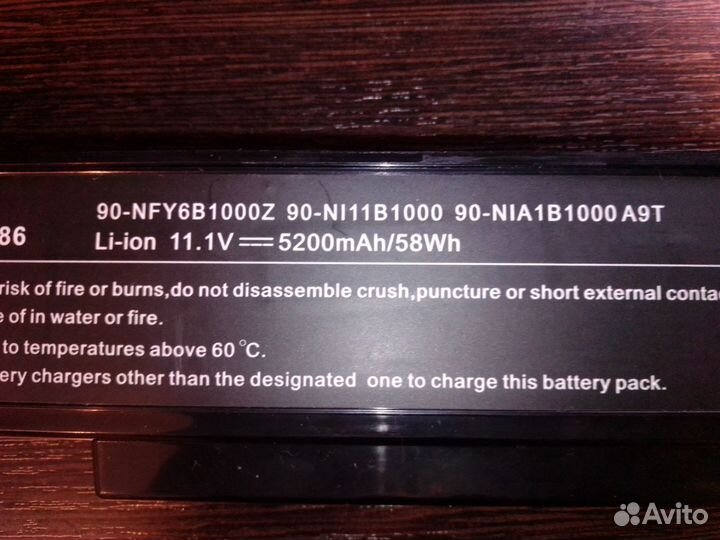 90-NFY6B1000Z 90-NI11B1000 90-NIA1B1000 A9T
86 Li-ion 11.1V⎓5200mAh/58Wh
risk of fire or burns,do not disassemble crush,puncture or short external conta
e of in water or fire.
to temperatures above 60°C.
ery chargers other than the designated one to charge this battery pack.
Avito